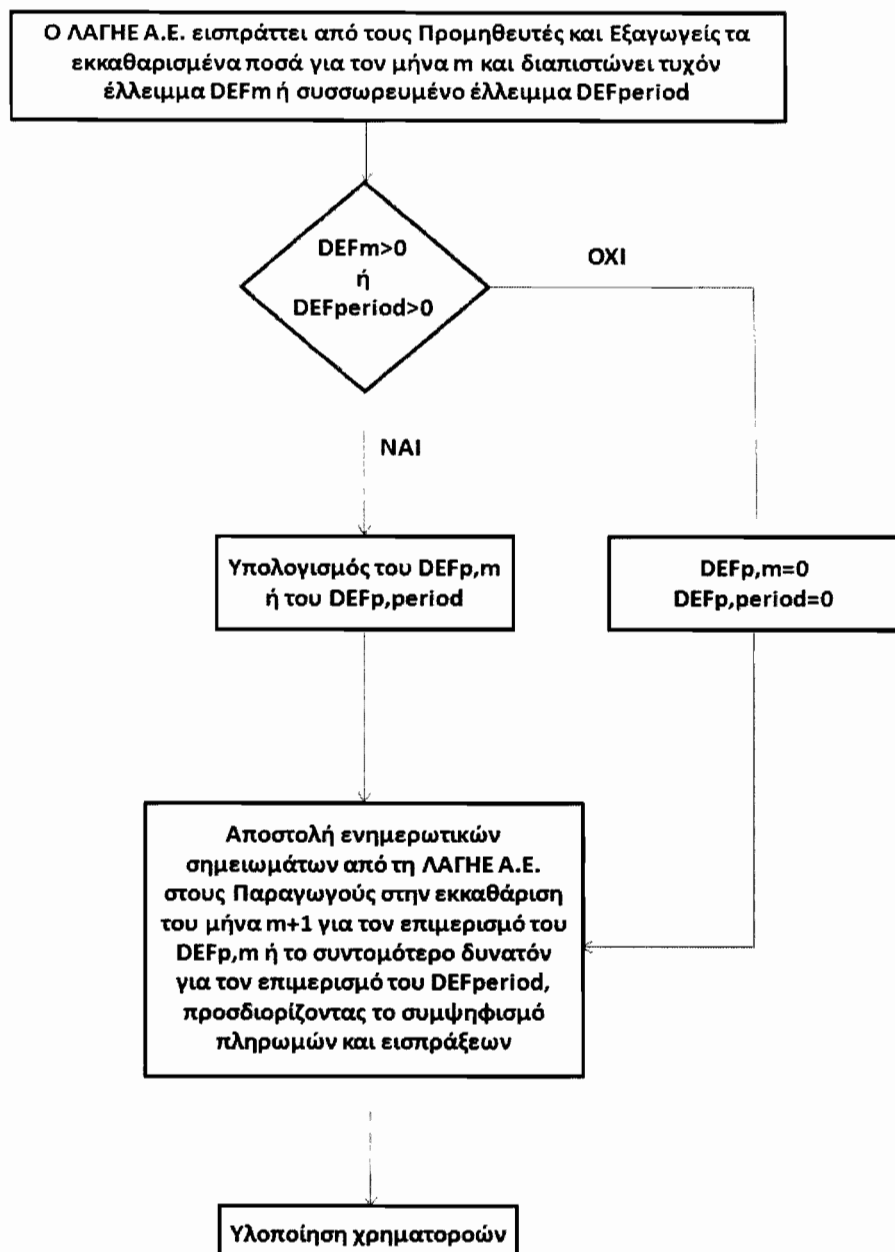 Ο ΛΑΓΗΕ Α.Ε. εισπράττει από τους Προμηθευτές και Εξαγωγείς τα
εκκαθαρισμένα ποσά για τον μήνα m και διαπιστώνει τυχόν
έλλειμμα DEFm ή συσσωρευμένο έλλειμμα DEFperiod
DEFm>0
ή
DEFperiod>0
ΟΧΙ
ΝΑΙ
Υπολογισμός του DEFp,m
ή του DEFp,period
DEFp,m=0
DEFp,period=0
Αποστολή ενημερωτικών
σημειωμάτων από τη ΛΑΓΗΕ Α.Ε.
στους Παραγωγούς στην εκκαθάριση
του μήνα m+1 για τον επιμερισμό του
DEFp,m ή το συντομότερο δυνατόν
για τον επιμερισμό του DEFperiod,
προσδιορίζοντας το συμψηφισμό
πληρωμών και εισπράξεων
Υλοποίηση χρηματοροών